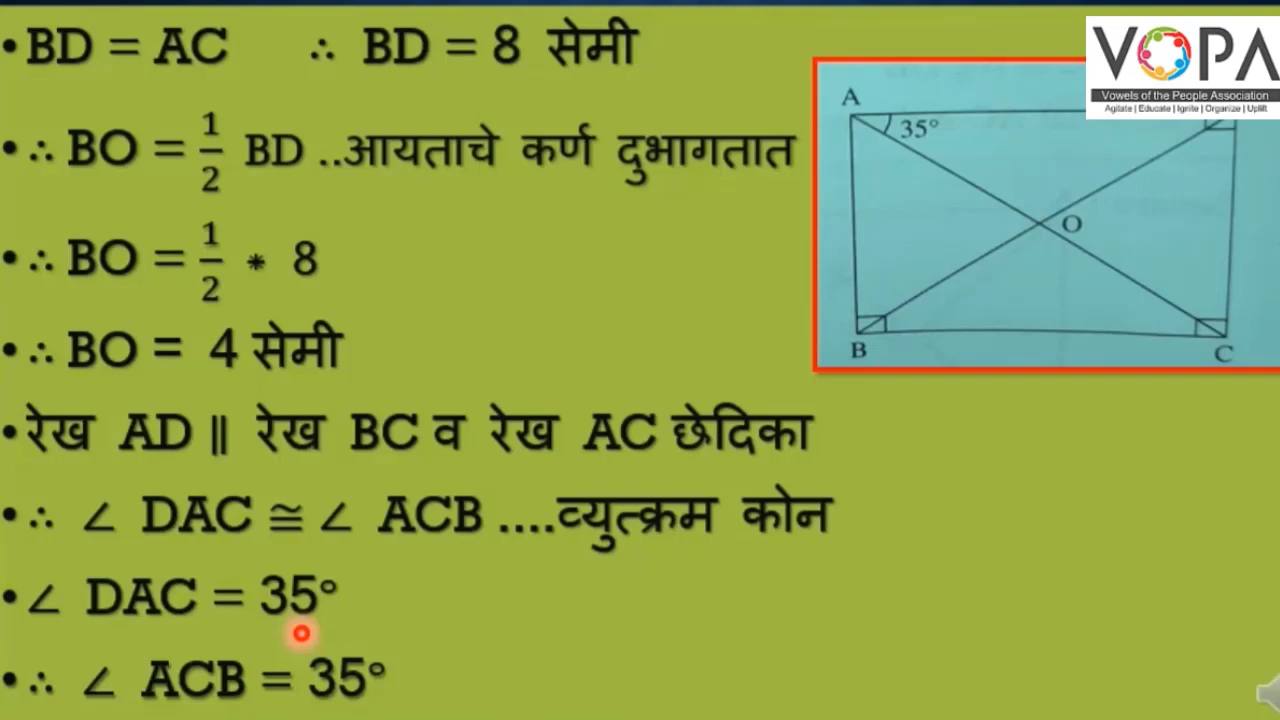 • BD = AC ∴ BD = 8 सेमी
• ∴ BO = 1/2 BD ..आयताचे कर्ण दुभागतात
• ∴ BO = 1/2 * 8
• ∴ BO = 4 सेमी
• रेख AD || रेख BC व रेख AC छेदिका
• ∴ ∠ DAC ≅ ∠ ACB ....व्युत्क्रम कोन
• ∠ DAC = 35°
• ∴ ∠ ACB = 35°
VOPA
Vowels of the People Association
Agitate | Educate | Ignite | Organize | Uplift
A
35°
O
B
C